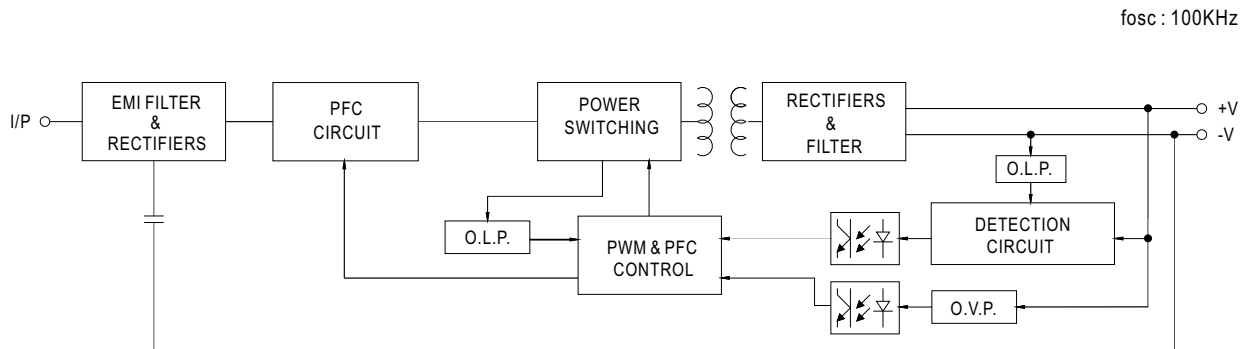 fosc : 100KHz
I/P
EMI FILTER
&
RECTIFIERS
PFC
CIRCUIT
POWER
SWITCHING
RECTIFIERS
&
FILTER
+V
-V
O.L.P.
O.L.P.
PWM & PFC
CONTROL
DETECTION
CIRCUIT
O.V.P.